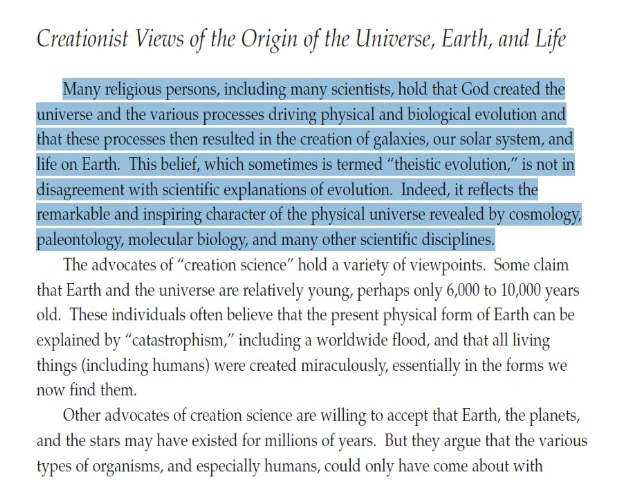 Creationist Views of the Origin of the Universe, Earth, and Life
Many religious persons, including many scientists, hold that God created the
universe and the various processes driving physical and biological evolution and
that these processes then resulted in the creation of galaxies, our solar system, and
life on Earth.  This belief, which sometimes is termed “theistic evolution,” is not in
disagreement with scientific explanations of evolution.  Indeed, it reflects the
remarkable and inspiring character of the physical universe revealed by cosmology,
paleontology, molecular biology, and many other scientific disciplines.
The advocates of “creation science” hold a variety of viewpoints.  Some claim
that Earth and the universe are relatively young, perhaps only 6,000 to 10,000 years
old.  These individuals often believe that the present physical form of Earth can be
explained by “catastrophism,” including a worldwide flood, and that all living
things (including humans) were created miraculously, essentially in the forms we
now find them.
Other advocates of creation science are willing to accept that Earth, the planets,
and the stars may have existed for millions of years.  But they argue that the various
types of organisms, and especially humans, could only have come about with